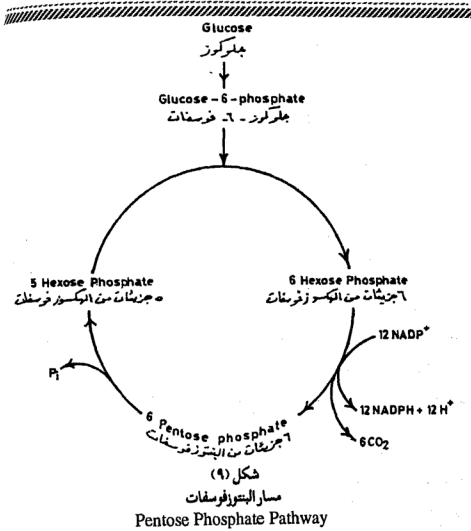 Glucose
جلوكوز
Glucose-6-phosphate
جلوكوز - ٦- فوسفات
5 Hexose Phosphate
٥ جزيئات من الهكسوز فوسفات
6 Hexose Phosphate
٦ جزيئات من الهكسوز فوسفات
12 NADP⁺
Pi
12 NADPH + 12 H⁺
6 CO₂
6 Pentose phosphate
٦ جزيئات من البنتوز فوسفات
شكل (٩)
مسار البنتوزفوسفات
Pentose Phosphate Pathway